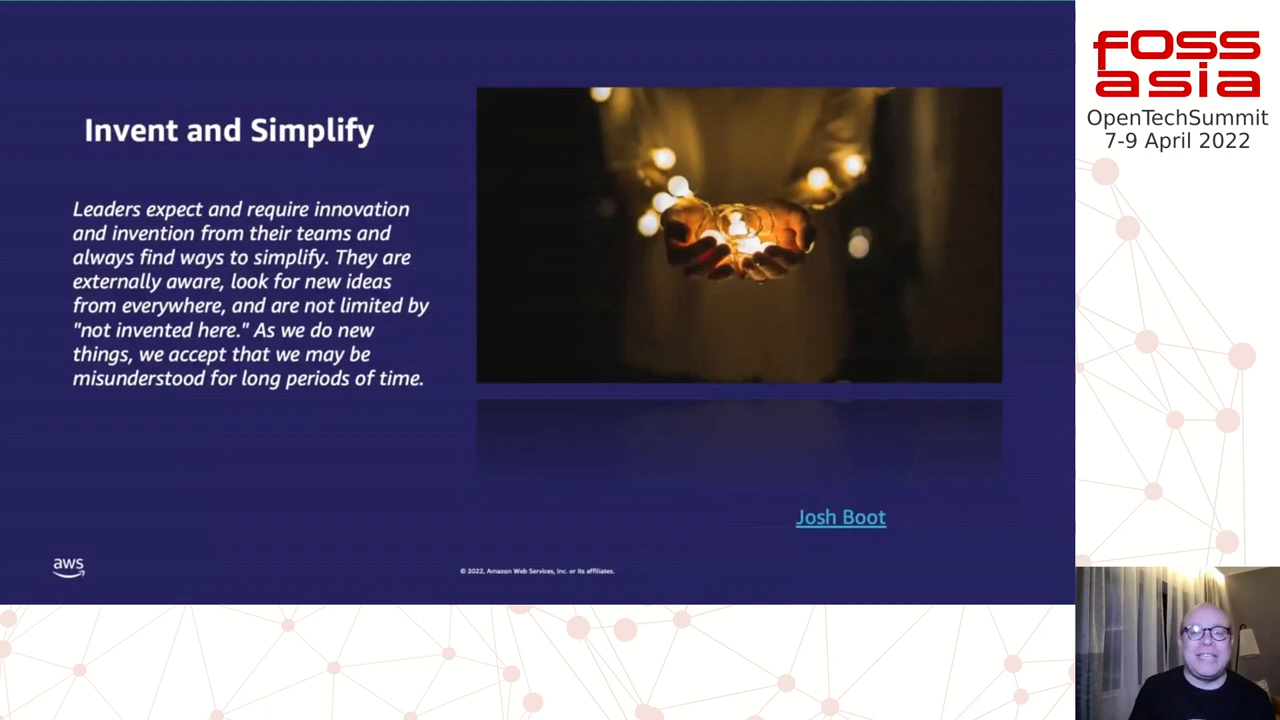 Invent and Simplify
Leaders expect and require innovation
and invention from their teams and
always find ways to simplify. They are
externally aware, look for new ideas
from everywhere, and are not limited by
"not invented here." As we do new
things, we accept that we may be
misunderstood for long periods of time.
Josh Boot
aws
© 2022, Amazon Web Services, Inc. or its affiliates.
foss
asia
OpenTechSummit
7-9 April 2022